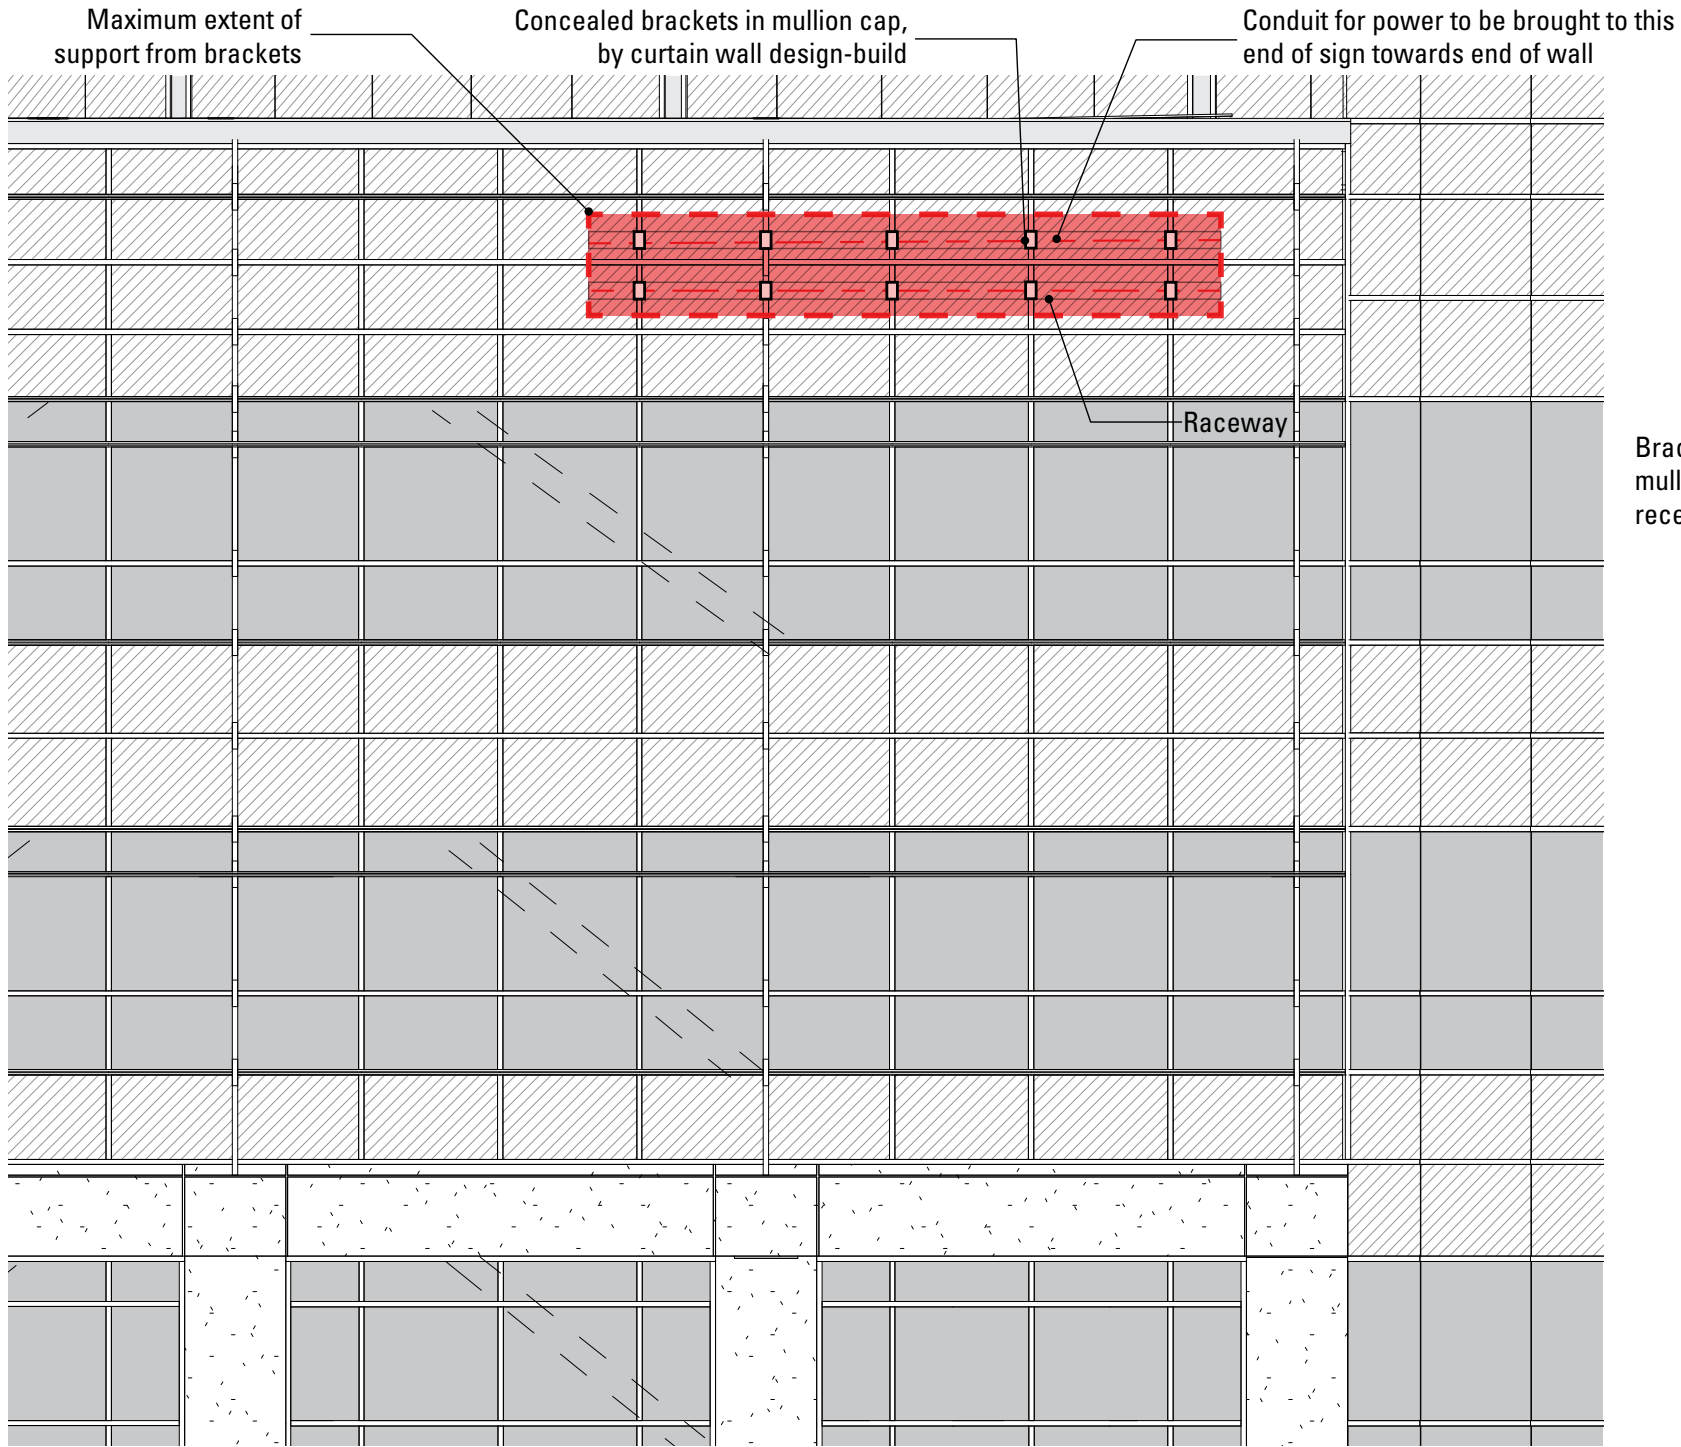 Maximum extent of
support from brackets
Concealed brackets in mullion cap,
by curtain wall design-build
Conduit for power to be brought to this
end of sign towards end of wall
Raceway